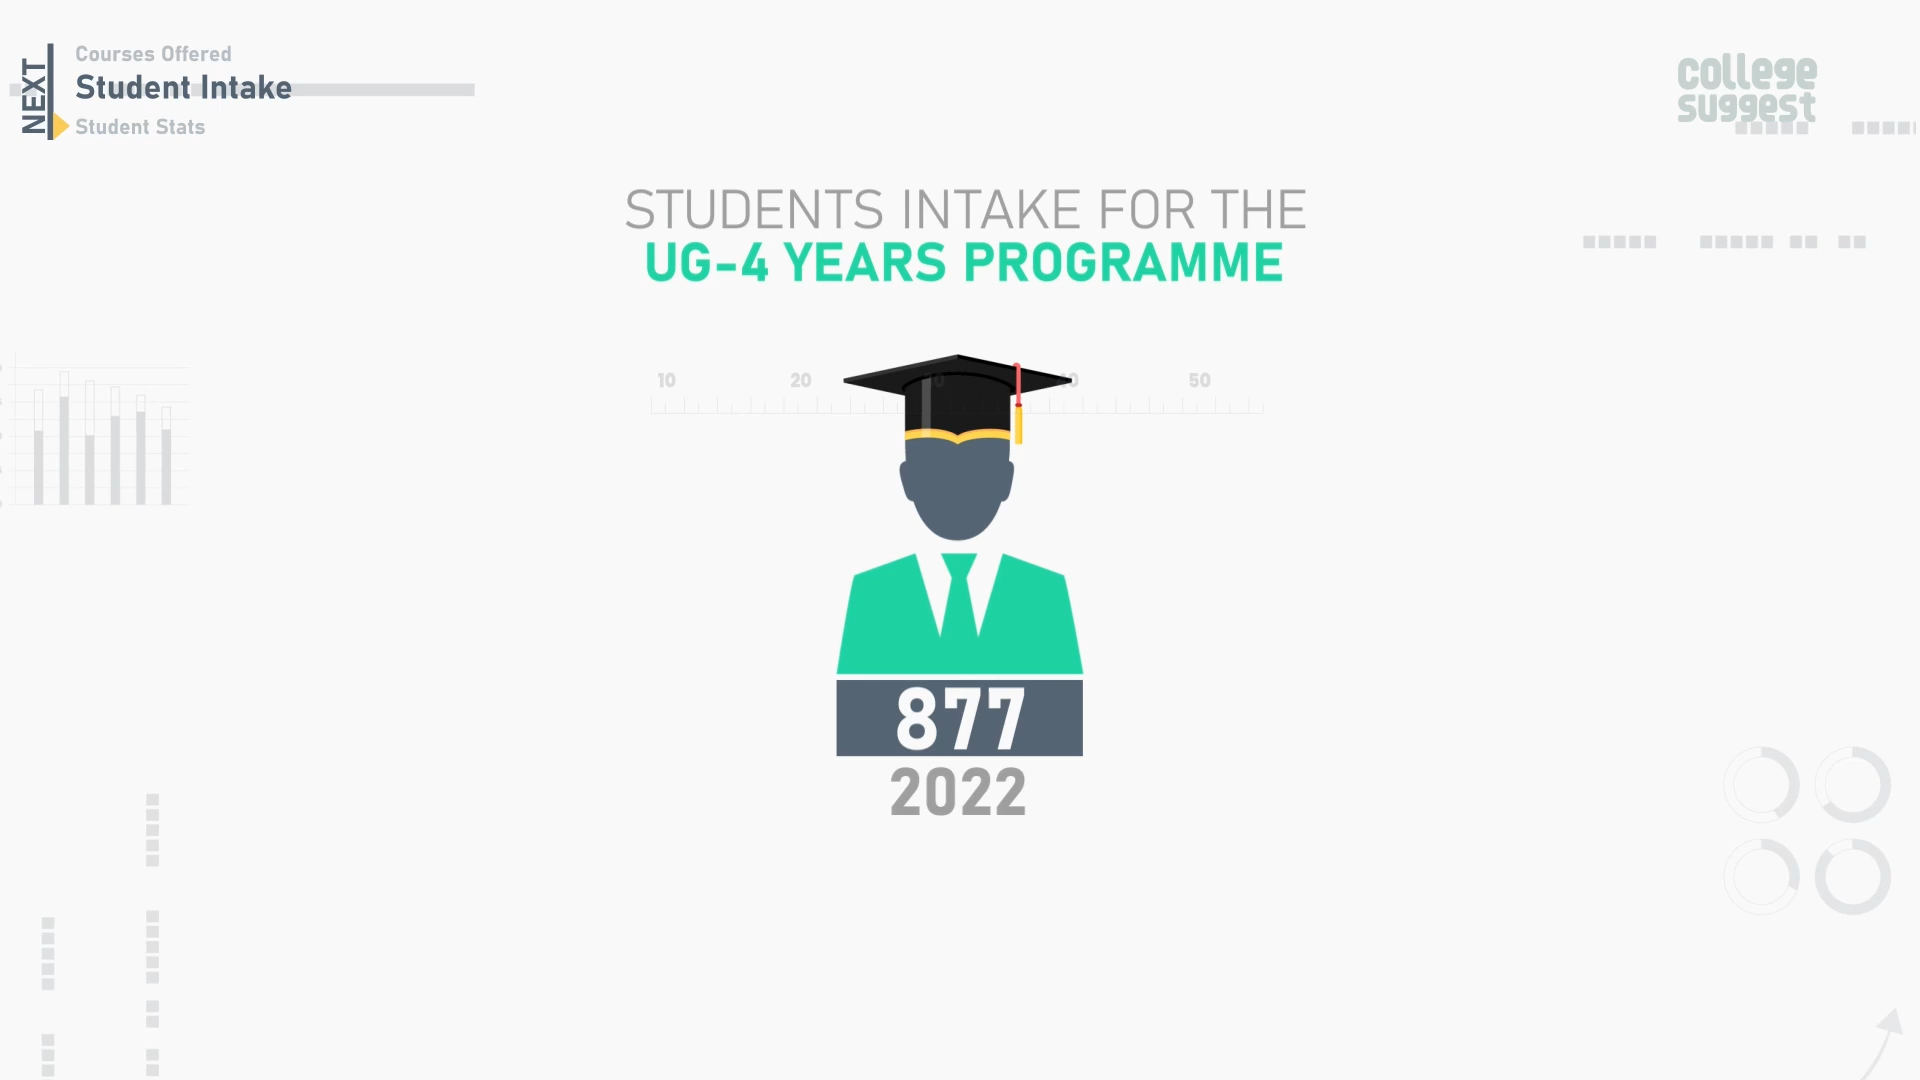 NEXT
Courses Offered
Student Intake
Student Stats
college
suggest
STUDENTS INTAKE FOR THE
UG-4 YEARS PROGRAMME
10 20 50
877
2022